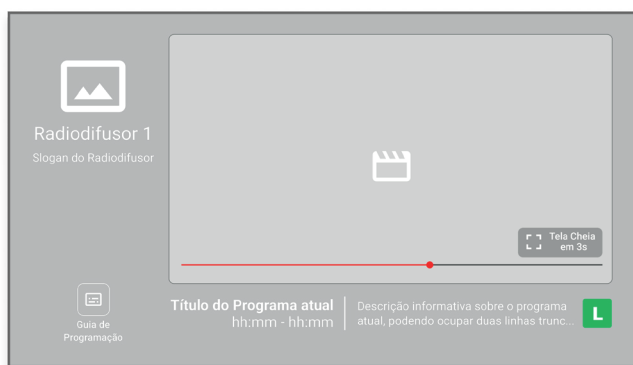 Radiodifusor 1
Slogan do Radiodifusor
Tela Cheia
em 3s
Guia de
Programação
Título do Programa atual
hh:mm - hh:mm
Descrição informativa sobre o programa
atual, podendo ocupar duas linhas trunc...
L